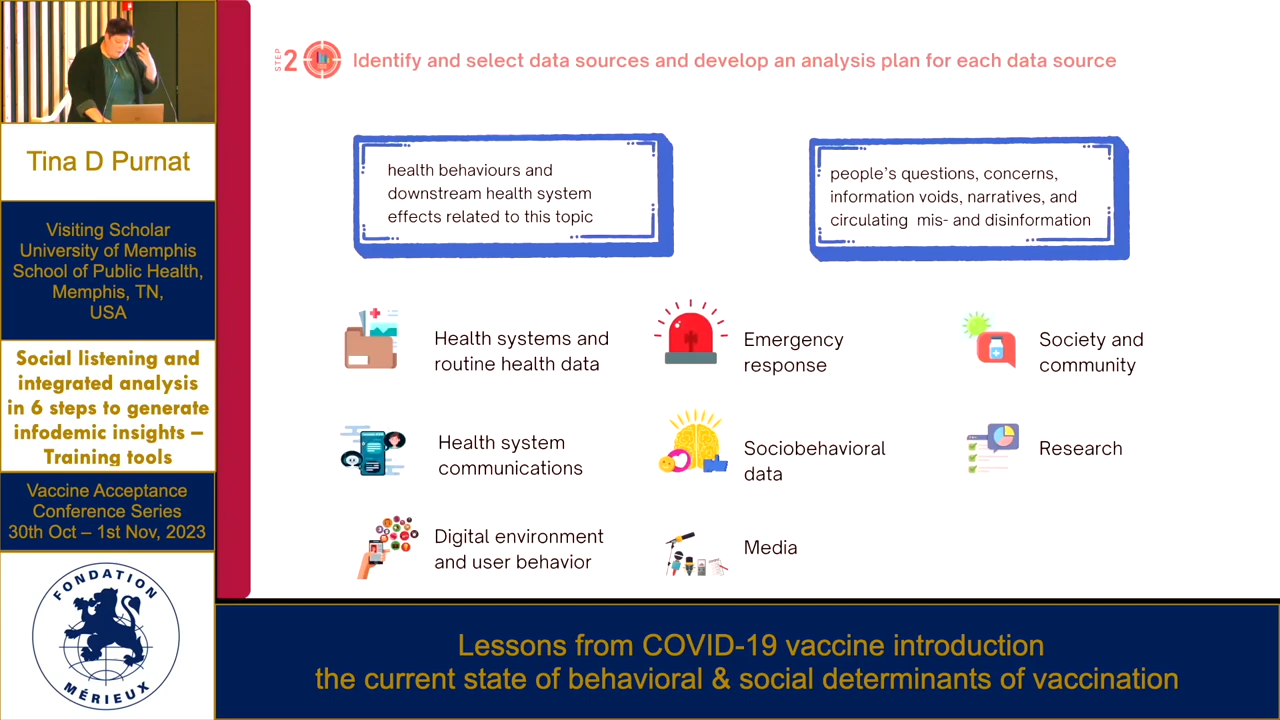 Tina D Purnat
Visiting Scholar
University of Memphis
School of Public Health,
Memphis, TN,
USA
Social listening and
integrated analysis
in 6 steps to generate
infodemic insights –
Training tools
Vaccine Acceptance
Conference Series
30th Oct – 1st Nov, 2023
FONDATION
MÉRIEUX
STEP 2 Identify and select data sources and develop an analysis plan for each data source
health behaviours and
downstream health system
effects related to this topic
people's questions, concerns,
information voids, narratives, and
circulating mis- and disinformation
Health systems and
routine health data
Emergency
response
Society and
community
Health system
communications
Sociobehavioral
data
Research
Digital environment
and user behavior
Media
Lessons from COVID-19 vaccine introduction
the current state of behavioral & social determinants of vaccination